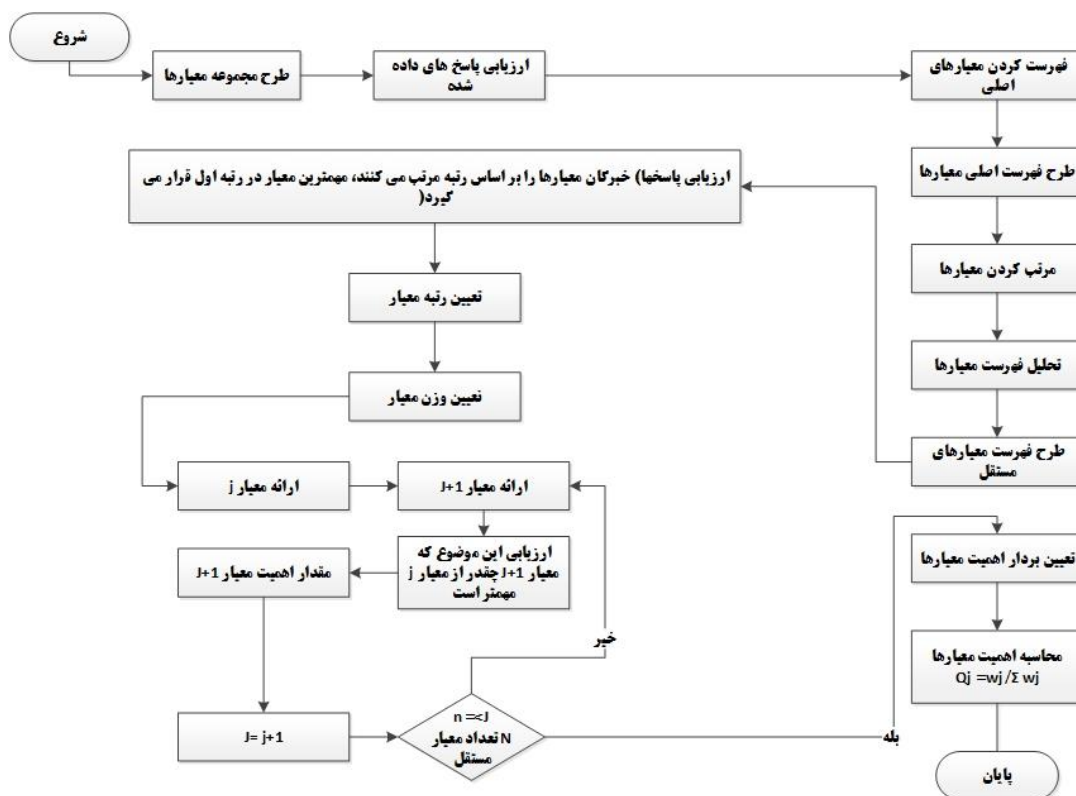 شروع
طرح مجموعه معیارها
ارزیابی پاسخ های داده
شده
فهرست کردن معیارهای
اصلی
طرح فهرست اصلی معیارها
مرتب کردن معیارها
تحلیل فهرست معیارها
طرح فهرست معیارهای
مستقل
ارزیابی پاسخها) خبرکان معیارها را بر اساس رتبه مرتب می کنند، مهمترین معیار در رتبه اول قرار می
کیرد(
تعیین رتبه معیار
تعیین وزن معیار
ارائه معیار j
ارائه معیار J+1
ارزیابی این موضوع که
معیار J+1 چقدر از معیار j
مهمتر است
مقدار اهمیت معیار J+1
J= j+1
n =<J
N تعداد معیار
مستقل
خیر
بله
تعیین بردار اهمیت معیارها
محاسبه اهمیت معیارها
Qj =wj/Σ wj
پایان